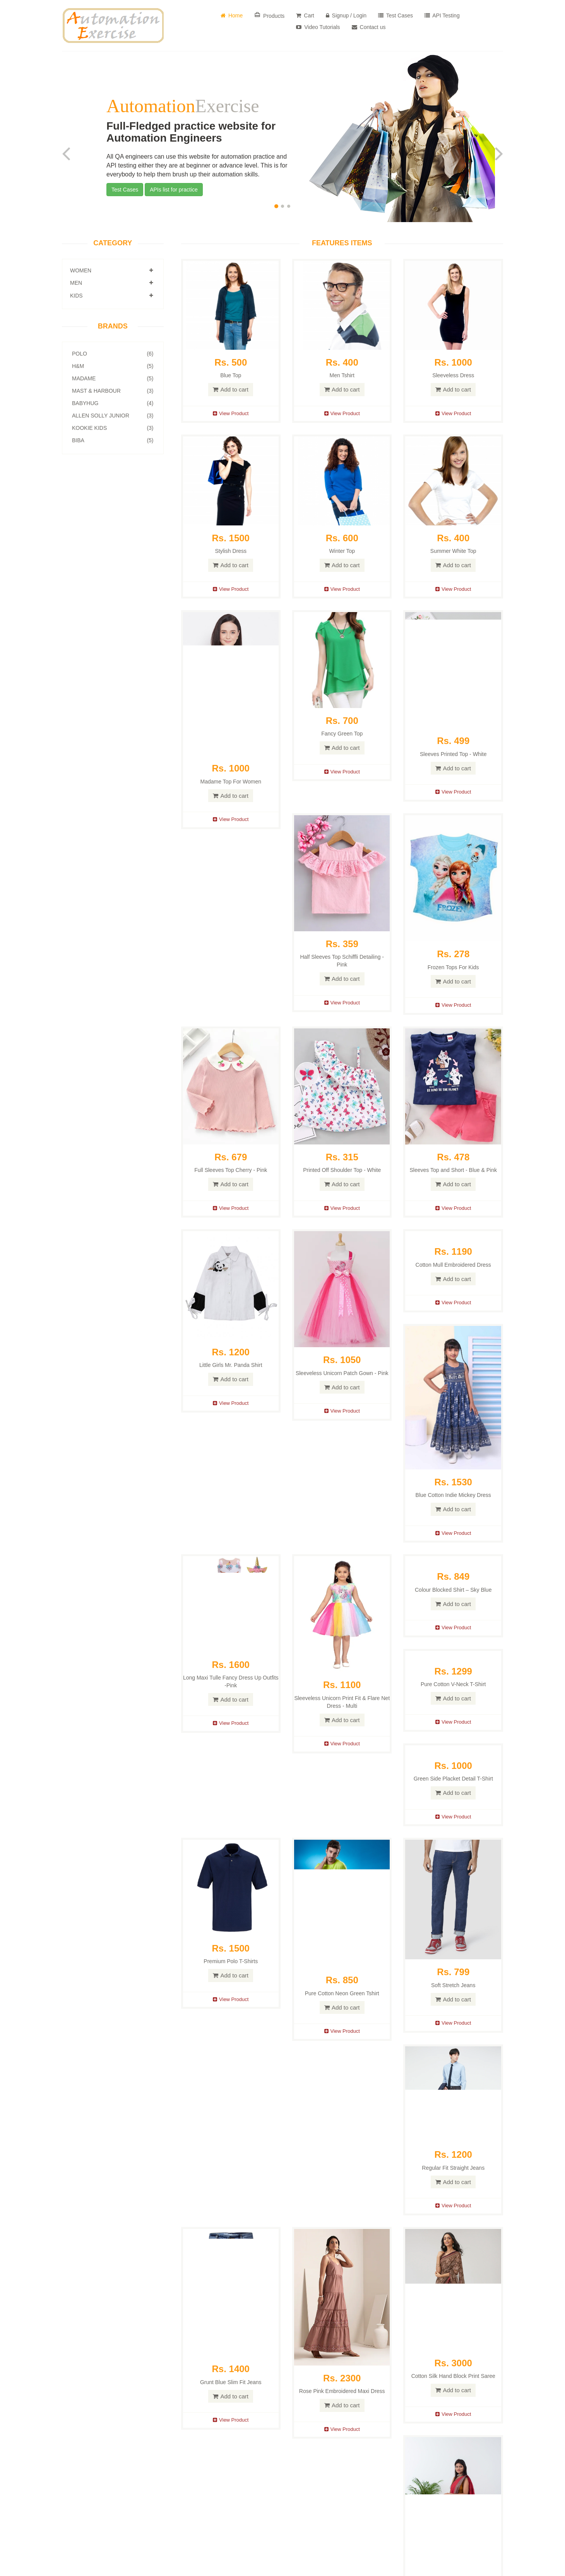 Automation
Exercise
Home
Products
Cart
Signup / Login
Test Cases
API Testing
Video Tutorials
Contact us
AutomationExercise
Full-Fledged practice website for
Automation Engineers
All QA engineers can use this website for automation practice and
API testing either they are at beginner or advance level. This is for
everybody to help them brush up their automation skills.
Test Cases
APIs list for practice
CATEGORY
WOMEN
MEN
KIDS
BRANDS
POLO (6)
H&M (5)
MADAME (5)
MAST & HARBOUR (3)
BABYHUG (4)
ALLEN SOLLY JUNIOR (3)
KOOKIE KIDS (3)
BIBA (5)
FEATURES ITEMS
Rs. 500
Blue Top
Add to cart
View Product
Rs. 400
Men Tshirt
Add to cart
View Product
Rs. 1000
Sleeveless Dress
Add to cart
View Product
Rs. 1500
Stylish Dress
Add to cart
View Product
Rs. 600
Winter Top
Add to cart
View Product
Rs. 400
Summer White Top
Add to cart
View Product
Rs. 1000
Madame Top For Women
Add to cart
View Product
Rs. 700
Fancy Green Top
Add to cart
View Product
Rs. 499
Sleeves Printed Top - White
Add to cart
View Product
Rs. 359
Half Sleeves Top Schiffli Detailing -
Pink
Add to cart
View Product
FROZEN
Rs. 278
Frozen Tops For Kids
Add to cart
View Product
Rs. 679
Full Sleeves Top Cherry - Pink
Add to cart
View Product
Rs. 315
Printed Off Shoulder Top - White
Add to cart
View Product
Rs. 478
Sleeves Top and Short - Blue & Pink
Add to cart
View Product
Rs. 1200
Little Girls Mr. Panda Shirt
Add to cart
View Product
Rs. 1050
Sleeveless Unicorn Patch Gown - Pink
Add to cart
View Product
Rs. 1190
Cotton Mull Embroidered Dress
Add to cart
View Product
Rs. 1530
Blue Cotton Indie Mickey Dress
Add to cart
View Product
Rs. 1600
Long Maxi Tulle Fancy Dress Up Outfits
-Pink
Add to cart
View Product
Rs. 1100
Sleeveless Unicorn Print Fit & Flare Net
Dress - Multi
Add to cart
View Product
Rs. 849
Colour Blocked Shirt – Sky Blue
Add to cart
View Product
Rs. 1299
Pure Cotton V-Neck T-Shirt
Add to cart
View Product
Rs. 1000
Green Side Placket Detail T-Shirt
Add to cart
View Product
Rs. 1500
Premium Polo T-Shirts
Add to cart
View Product
Rs. 850
Pure Cotton Neon Green Tshirt
Add to cart
View Product
Rs. 799
Soft Stretch Jeans
Add to cart
View Product
Rs. 1200
Regular Fit Straight Jeans
Add to cart
View Product
Rs. 1400
Grunt Blue Slim Fit Jeans
Add to cart
View Product
Rs. 2300
Rose Pink Embroidered Maxi Dress
Add to cart
View Product
Rs. 3000
Cotton Silk Hand Block Print Saree
Add to cart
View Product